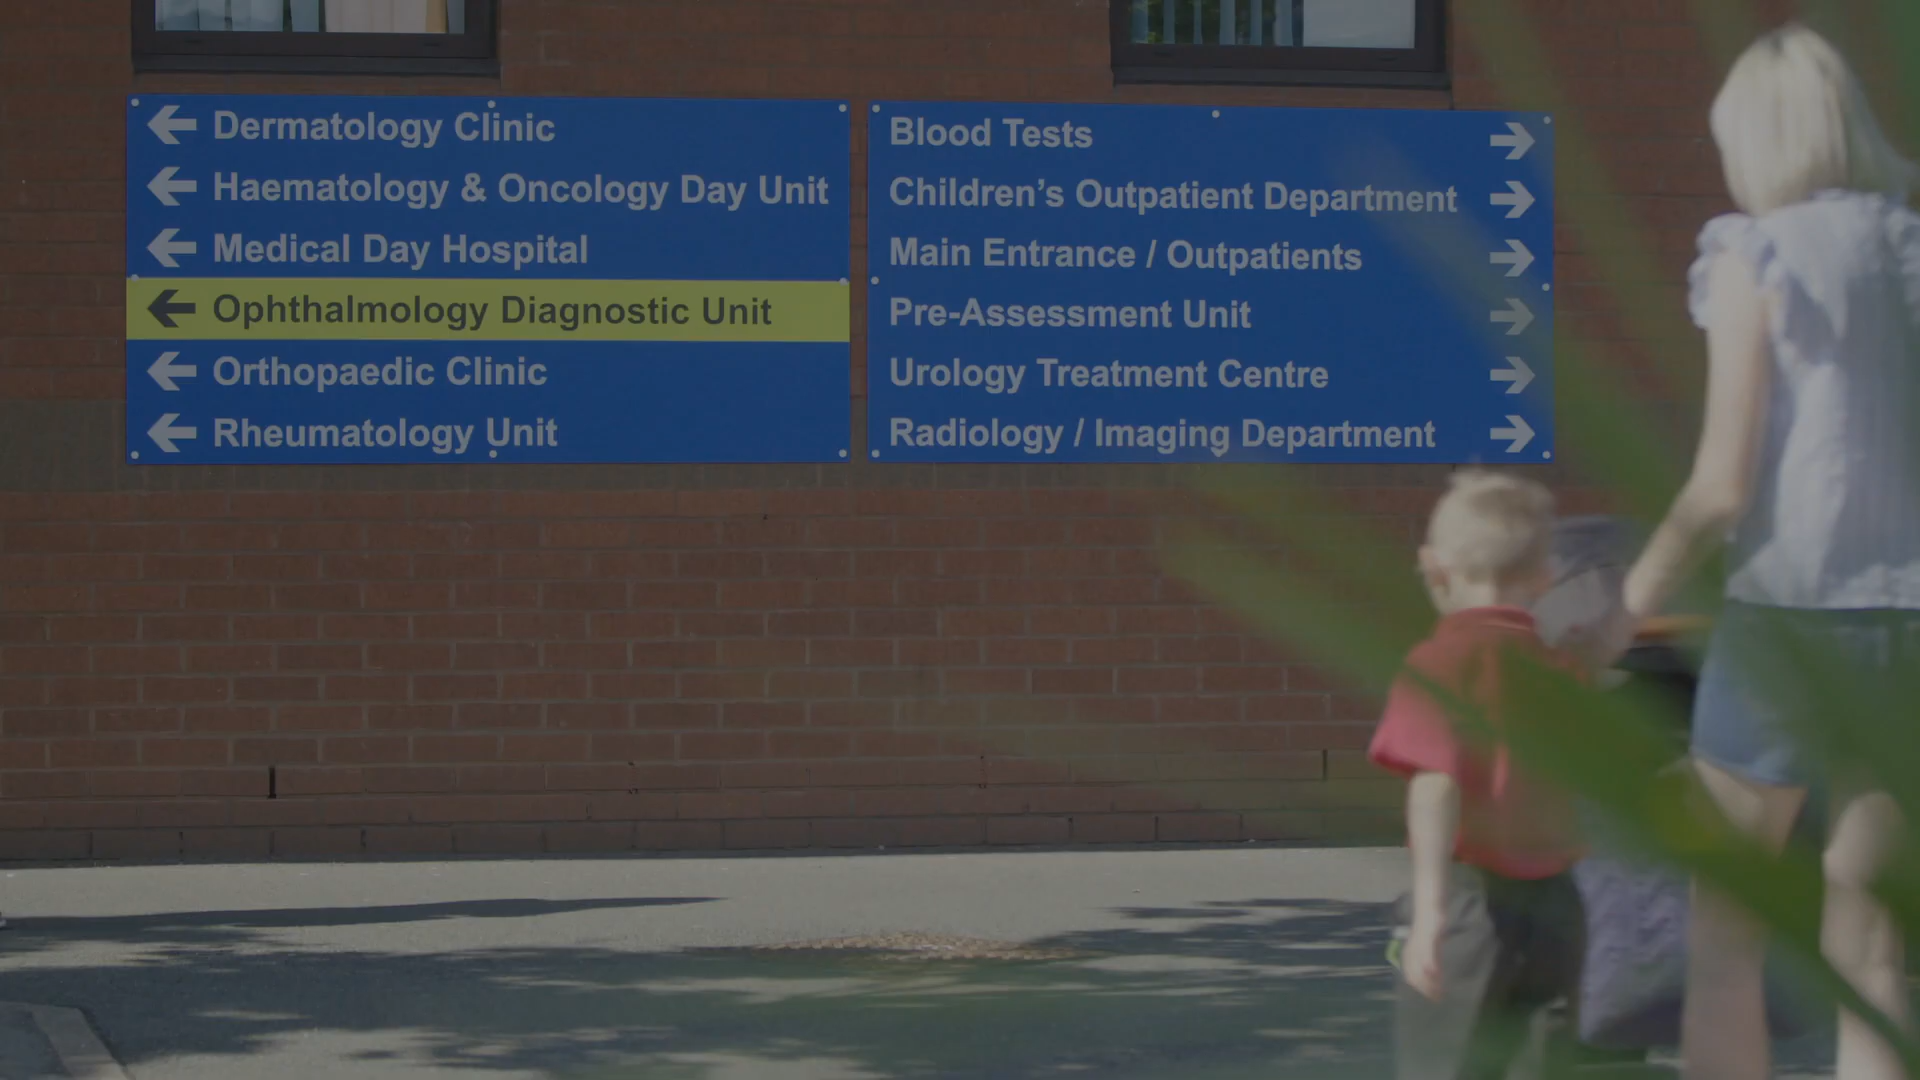 Dermatology Clinic
Haematology & Oncology Day Unit
Medical Day Hospital
Ophthalmology Diagnostic Unit
Orthopaedic Clinic
Rheumatology Unit
Blood Tests
Children's Outpatient Department
Main Entrance / Outpatients
Pre-Assessment Unit
Urology Treatment Centre
Radiology / Imaging Department